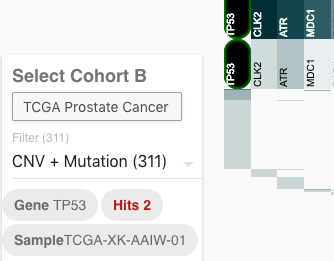 TP53 CLK2 ATR MDC1
TP53 CLK2 ATR MDC1
Select Cohort B
TCGA Prostate Cancer
Filter (311)
CNV + Mutation (311)
Gene TP53 Hits 2
SampleTCGA-XK-AAIW-01